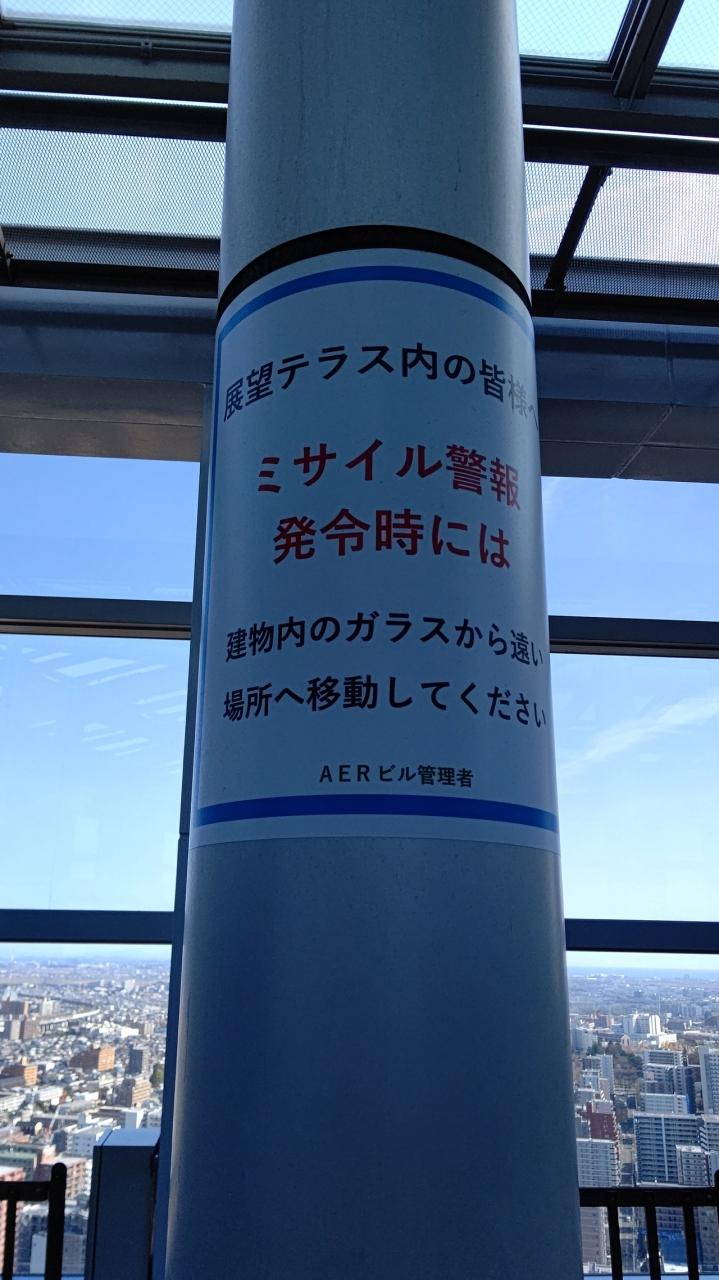 展望テラス内の皆様へ
ミサイル警報
発令時には
建物内のガラスから遠い
場所へ移動してください
AERビル管理者